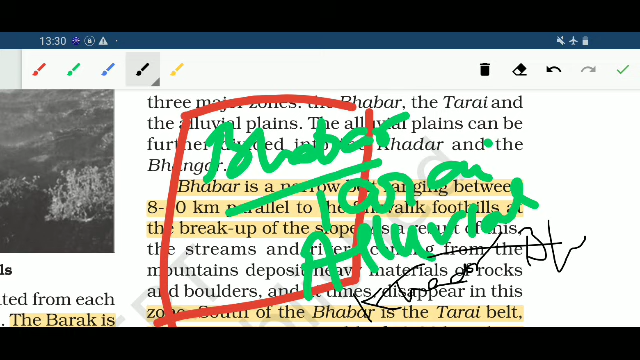 13:30
three major zones: the Bhabar, the Tarai and
the alluvial plains. The alluvial plains can be
further divided into the Khadar and the
Bhangar.
Bhabar is a narrow belt ranging between
8-10 km parallel to the Shiwalik foothills at
the break-up of the slope. As a result of this,
the streams and rivers coming from the
mountains deposit heavy materials of rocks
and boulders, and at times, disappear in this
zone. South of the Bhabar is the Tarai belt,
ls
ted from each
. The Barak is
Bhabar
Tarai
Alluvial